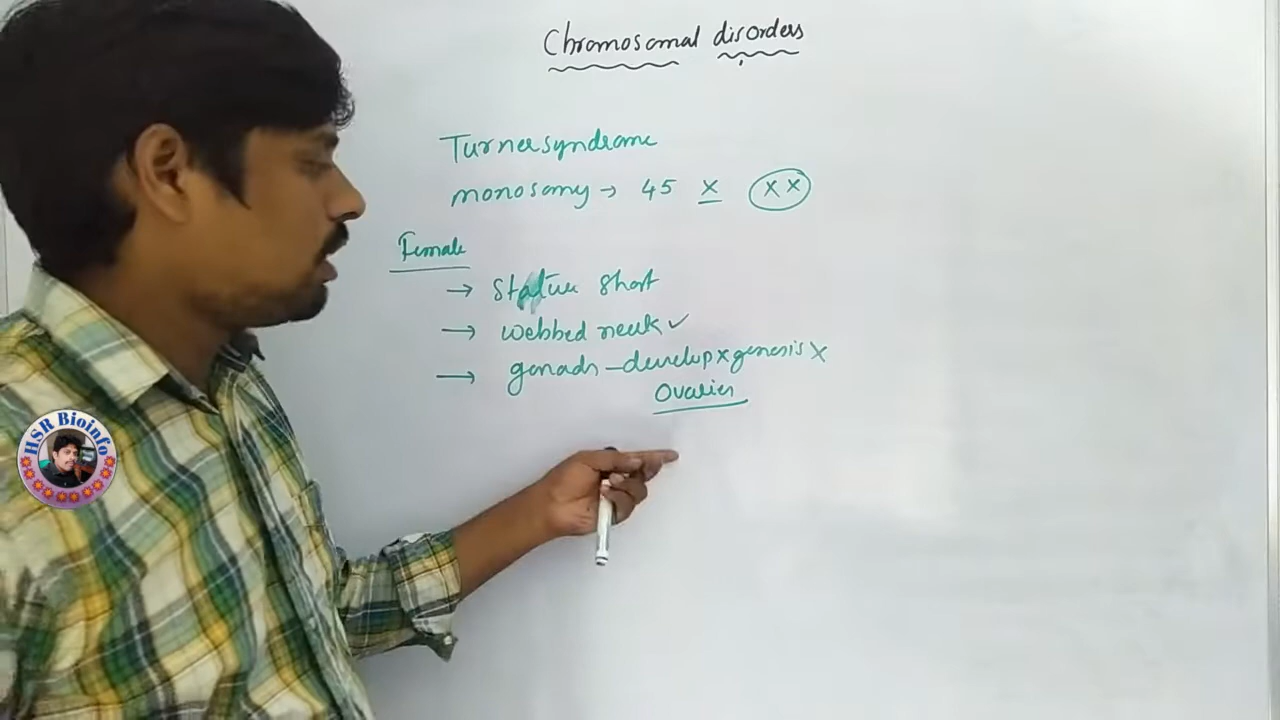 Chromosomal disorders
Turner syndrome
monosomy → 45 X XX
Female
→ stature short
→ webbed neck ✓
→ gonads - develop x genesis x
Ovaries
HSR Bioinfo